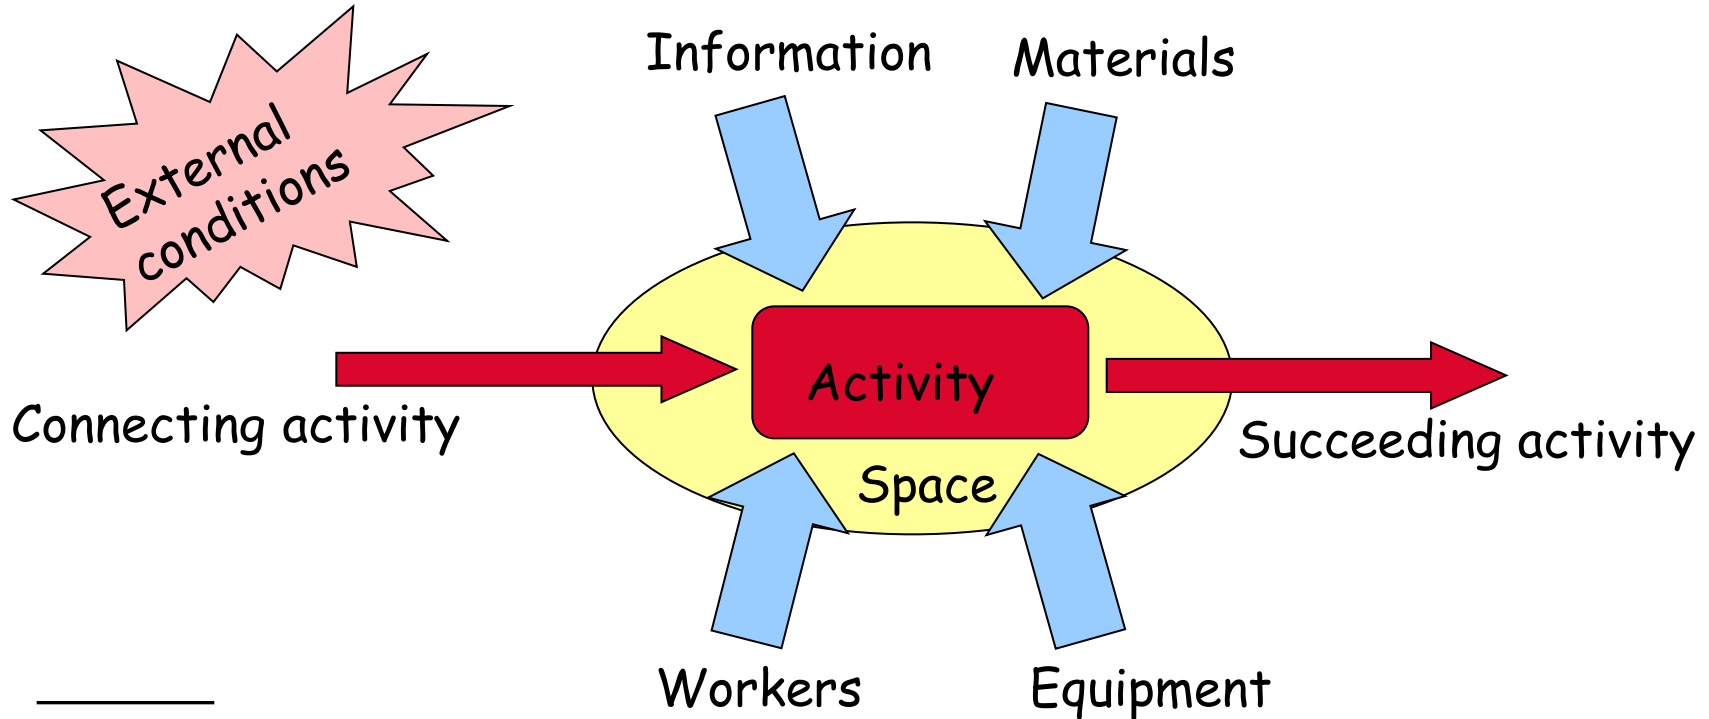 External
conditions
Information
Materials
Connecting activity
Activity
Space
Succeeding activity
Workers
Equipment